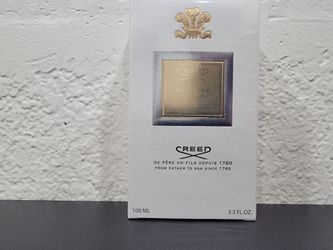 CREED
CREED
DE PÈRE EN FILS DEPUIS 1760
FROM FATHER TO SON SINCE 1760
100 ML
3.3 FL.OZ.